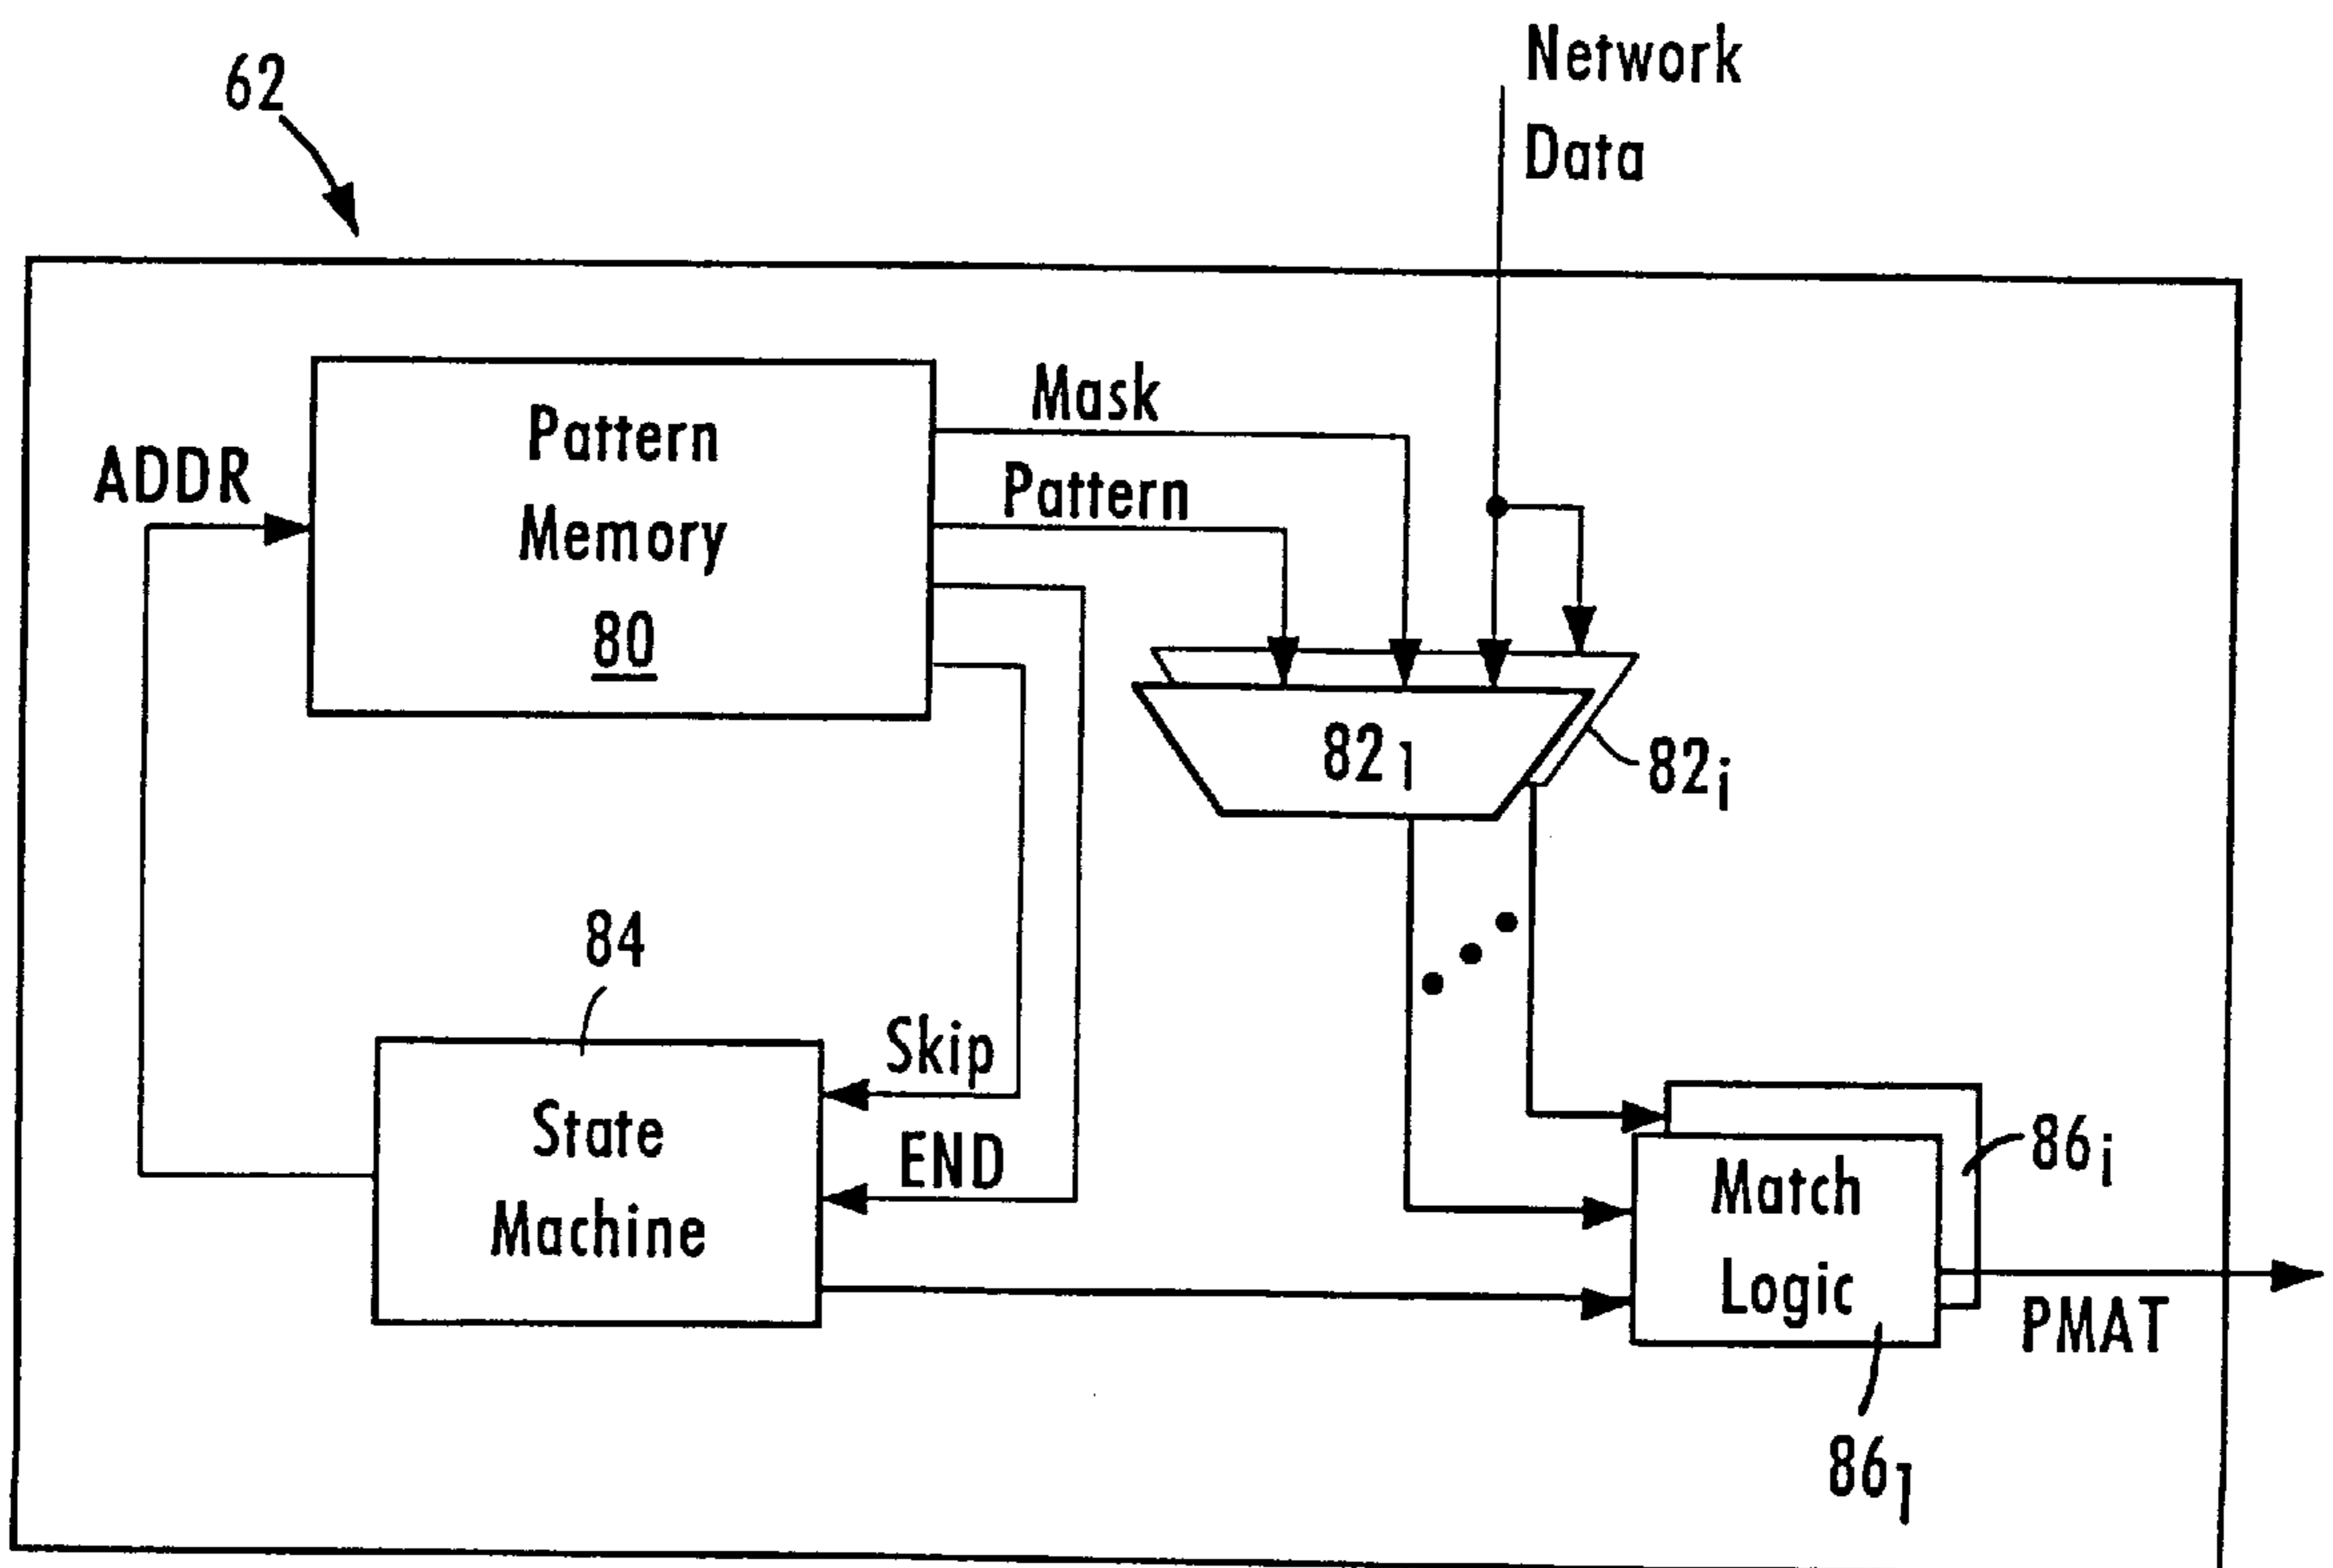 62
Network
Data
Pattern
Memory
80
ADDR
Mask
Pattern
82₁
82ᵢ
84
State
Machine
Skip
END
Match
Logic
86ᵢ
PMAT
86₁